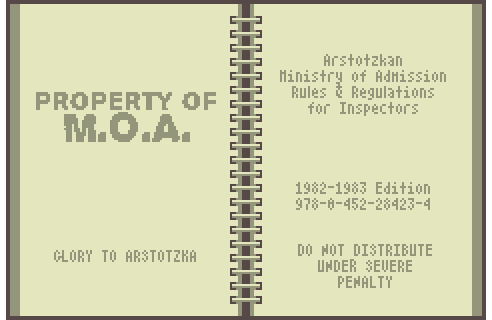 PROPERTY OF
M.O.A.
GLORY TO ARSTOTZKA
Arstotzkan
Ministry of Admission
Rules & Regulations
for Inspectors
1982-1983 Edition
978-0-452-28423-4
DO NOT DISTRIBUTE
UNDER SEVERE
PENALTY